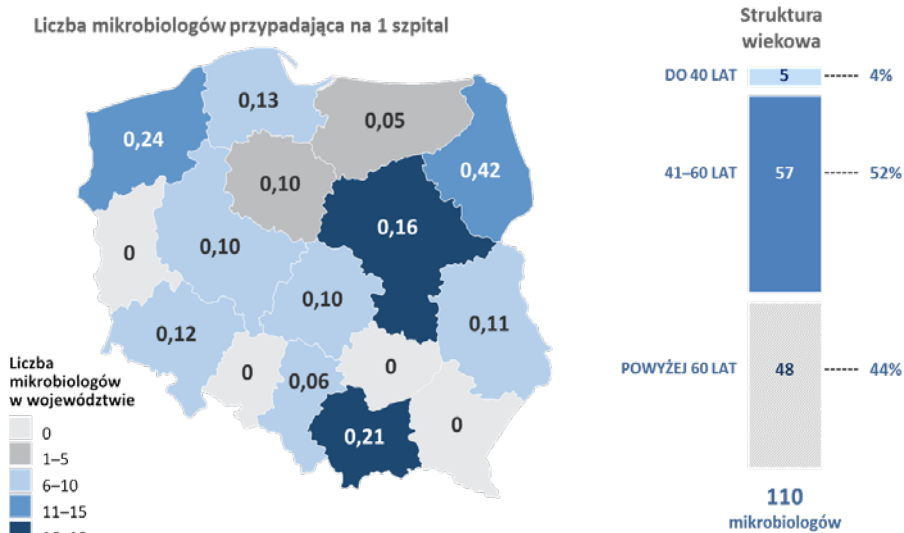 Liczba mikrobiologów przypadająca na 1 szpital
0,13
0,05
0,24
0,42
0,10
0,16
0
0,10
0,10
0,11
0,12
0
0,06
0
0,21
0
Liczba
mikrobiologów
w województwie
0
1–5
6–10
11–15
Struktura
wiekowa
DO 40 LAT 5 4%
41–60 LAT 57 52%
POWYŻEJ 60 LAT 48 44%
110
mikrobiologów